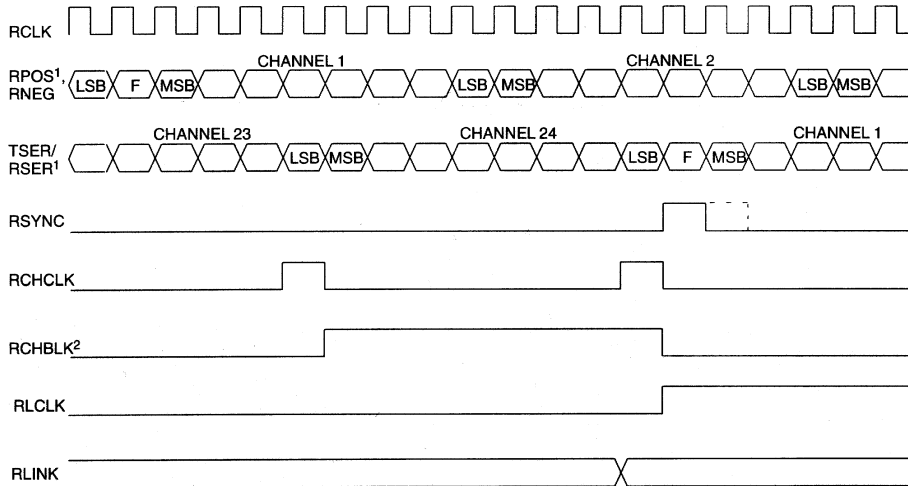 RCLK
CHANNEL 1 CHANNEL 2
RPOS¹, RNEG LSB F MSB LSB MSB LSB MSB
CHANNEL 23 CHANNEL 24 CHANNEL 1
TSER/ RSER¹ LSB MSB LSB F MSB
RSYNC
RCHCLK
RCHBLK²
RLCLK
RLINK